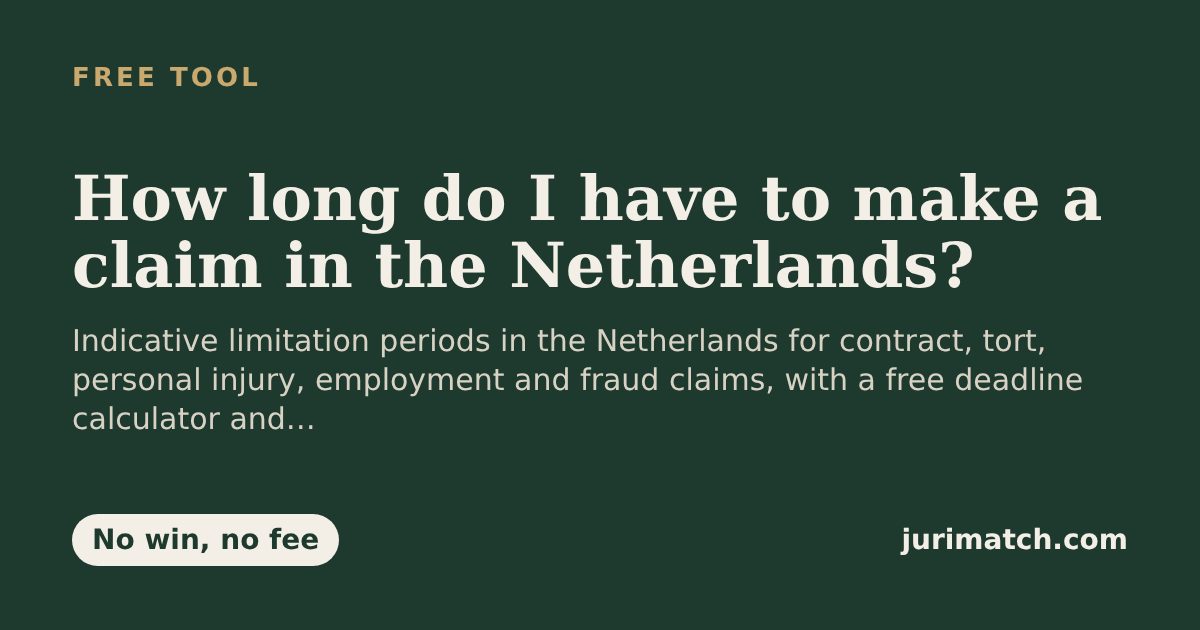 FREE TOOL
How long do I have to make a
claim in the Netherlands?
Indicative limitation periods in the Netherlands for contract, tort,
personal injury, employment and fraud claims, with a free deadline
calculator and…
No win, no fee
jurimatch.com